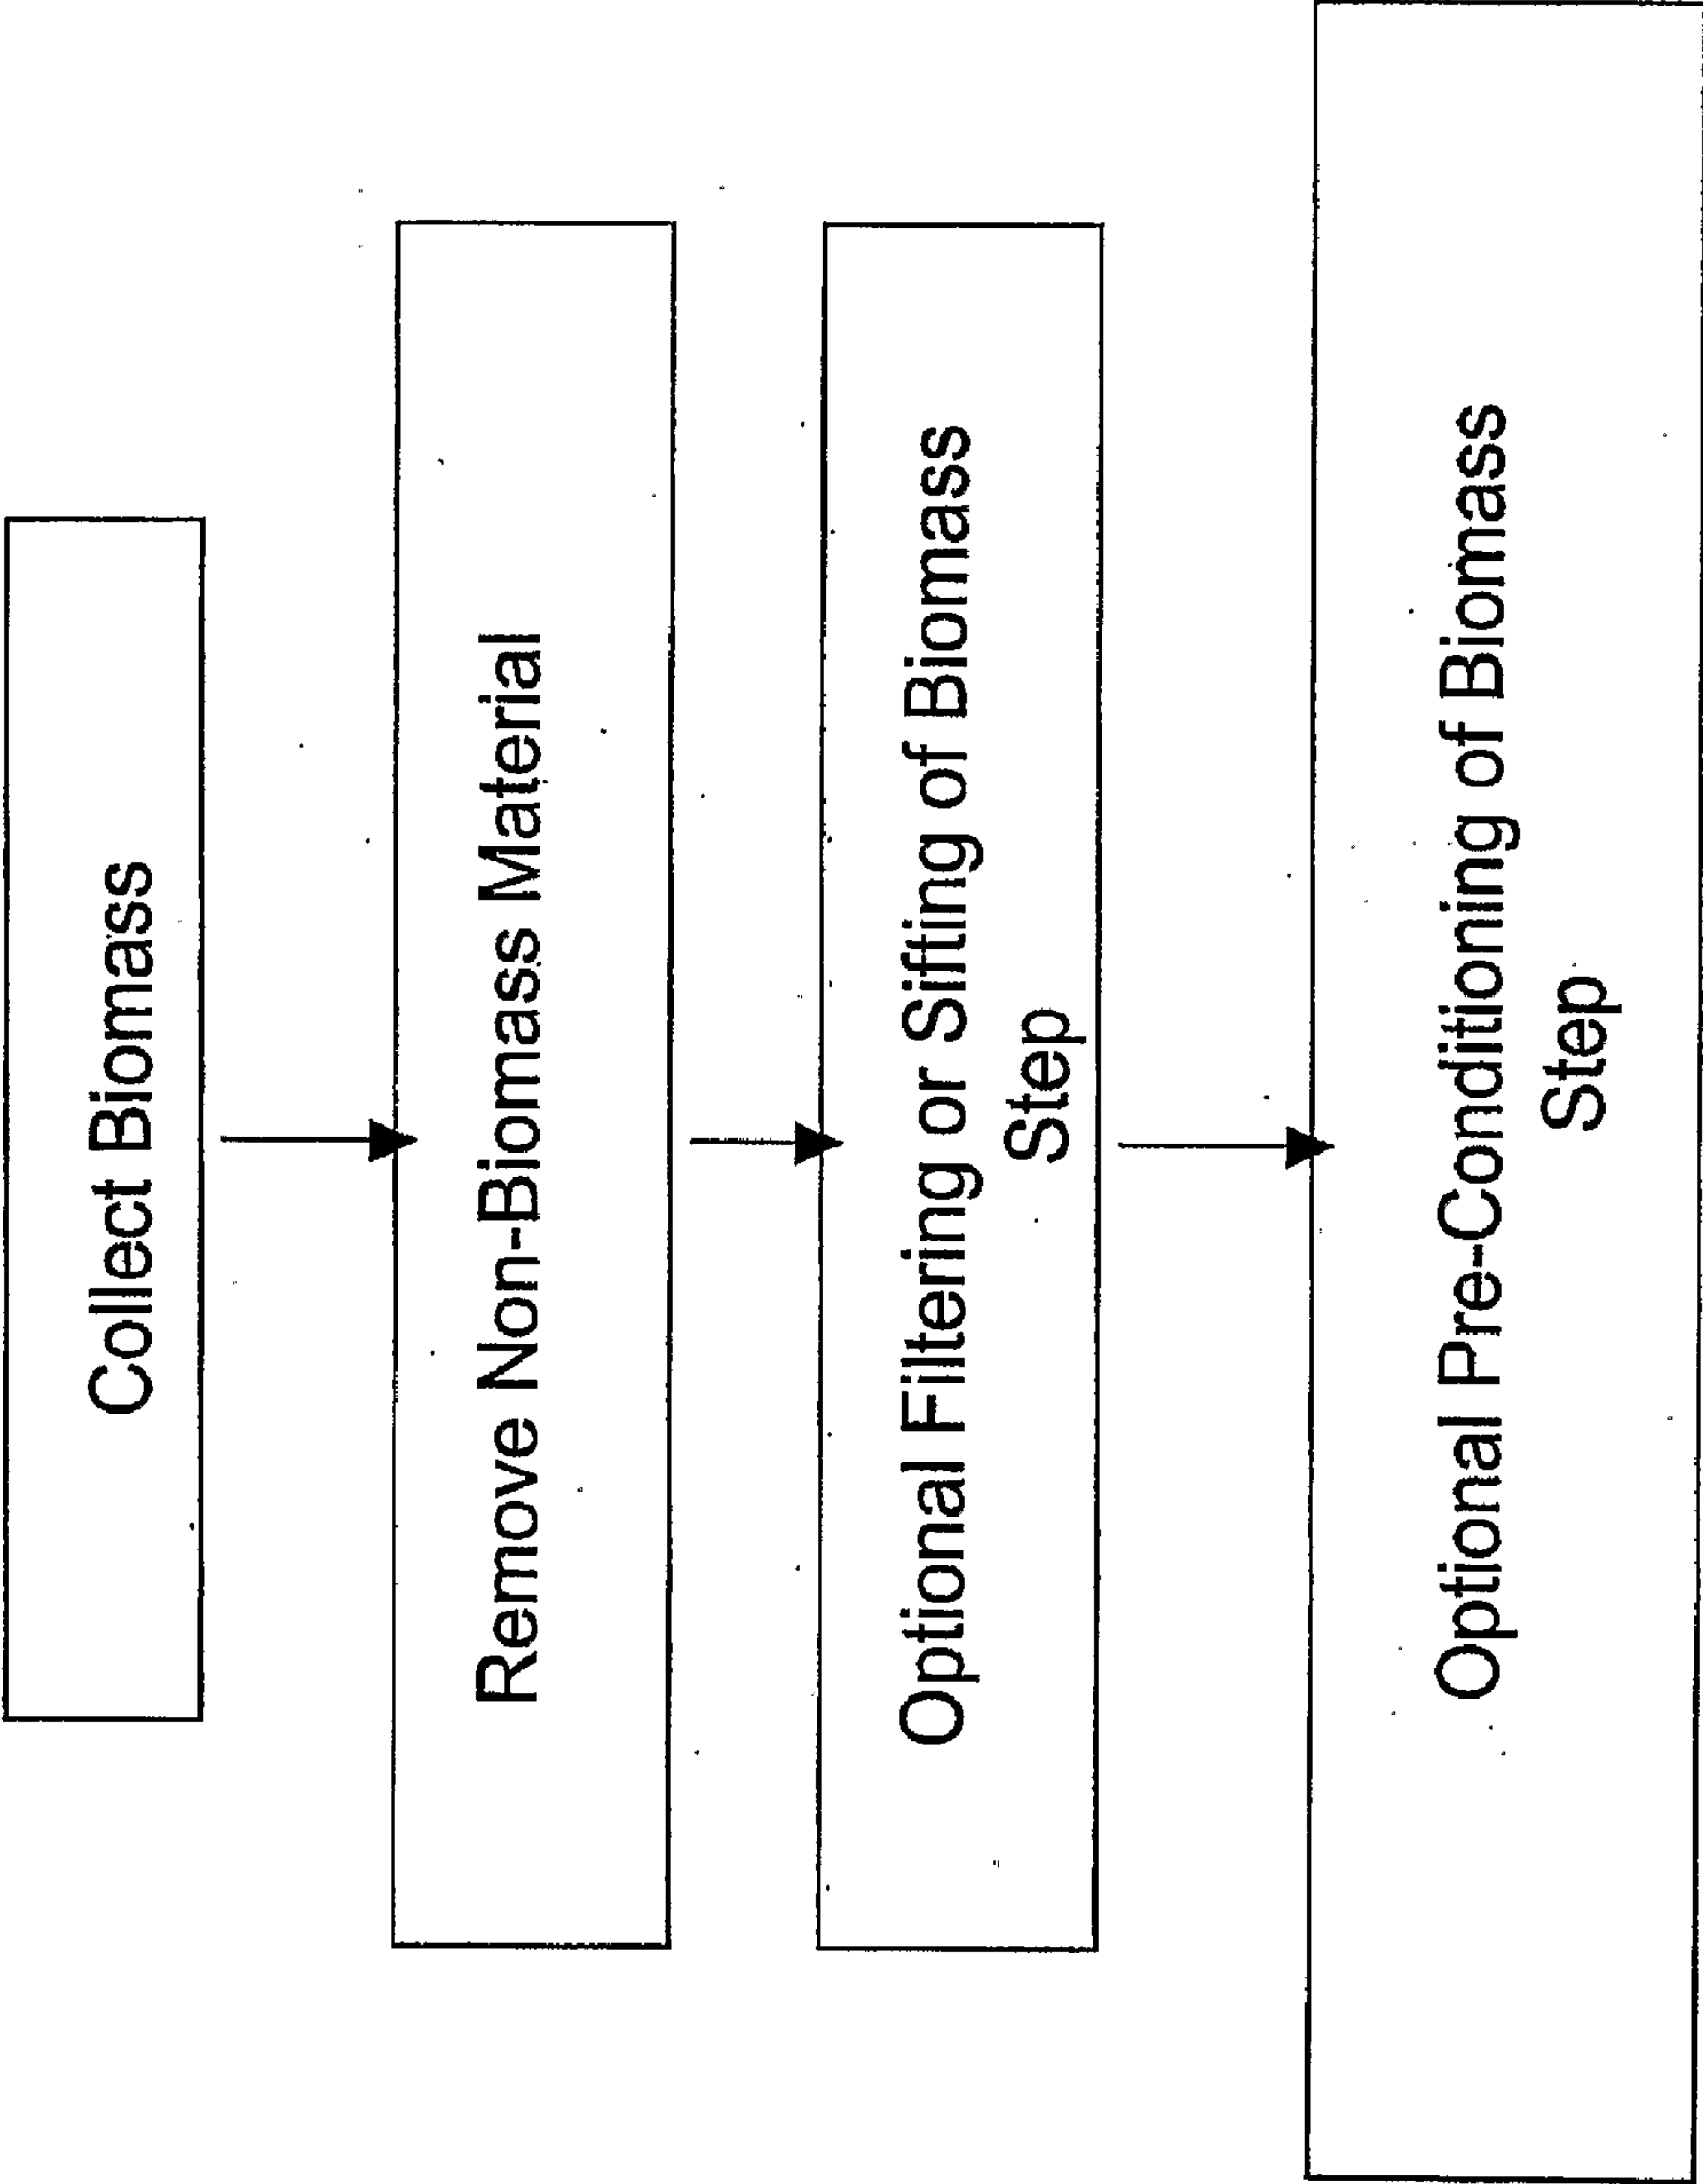 Collect Biomass
Remove Non-Biomass Material
Optional Filtering or Sifting of Biomass
Step
Optional Pre-Conditioning of Biomass
Step